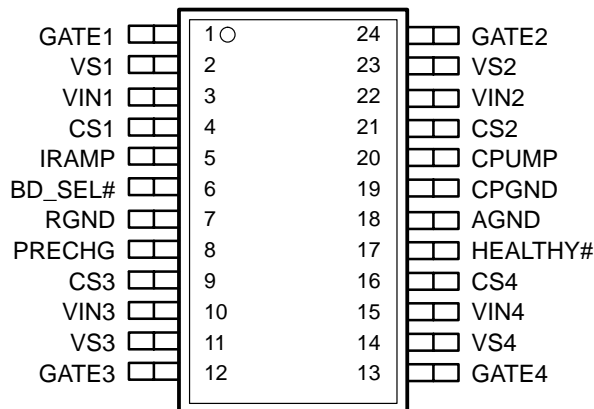 GATE1 1 24 GATE2
VS1 2 23 VS2
VIN1 3 22 VIN2
CS1 4 21 CS2
IRAMP 5 20 CPUMP
BD_SEL# 6 19 CPGND
RGND 7 18 AGND
PRECHG 8 17 HEALTHY#
CS3 9 16 CS4
VIN3 10 15 VIN4
VS3 11 14 VS4
GATE3 12 13 GATE4